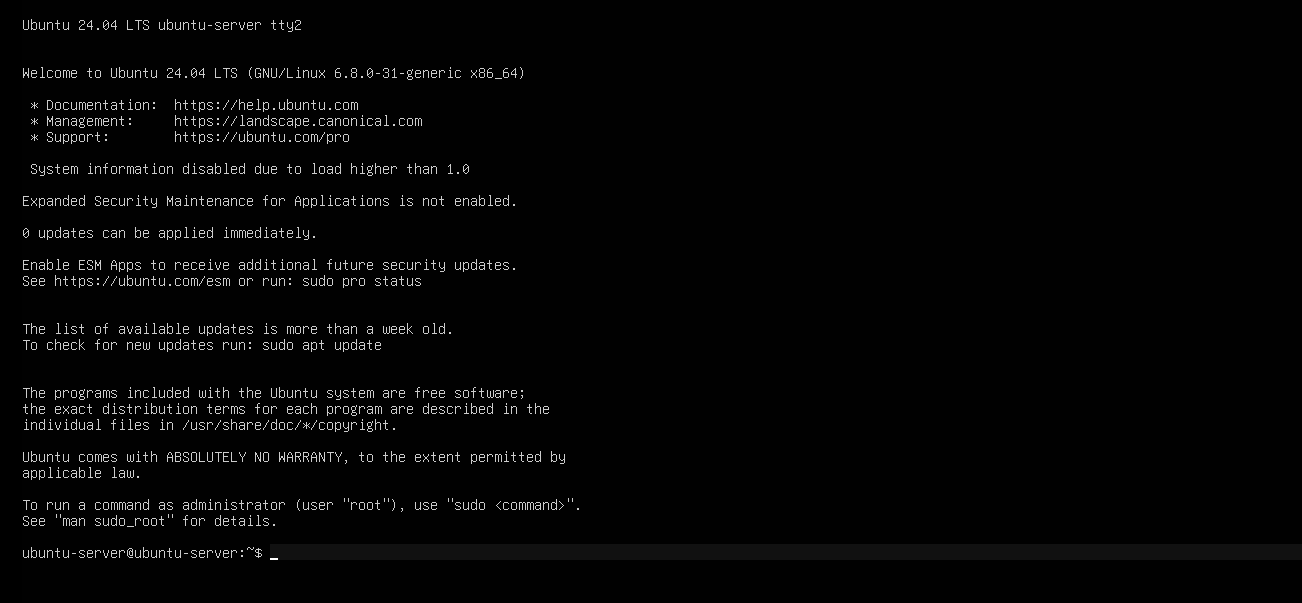 Ubuntu 24.04 LTS ubuntu-server tty2
Welcome to Ubuntu 24.04 LTS (GNU/Linux 6.8.0-31-generic x86_64)
* Documentation:  https://help.ubuntu.com
* Management:     https://landscape.canonical.com
* Support:        https://ubuntu.com/pro
System information disabled due to load higher than 1.0
Expanded Security Maintenance for Applications is not enabled.
0 updates can be applied immediately.
Enable ESM Apps to receive additional future security updates.
See https://ubuntu.com/esm or run: sudo pro status
The list of available updates is more than a week old.
To check for new updates run: sudo apt update
The programs included with the Ubuntu system are free software;
the exact distribution terms for each program are described in the
individual files in /usr/share/doc/*/copyright.
Ubuntu comes with ABSOLUTELY NO WARRANTY, to the extent permitted by
applicable law.
To run a command as administrator (user "root"), use "sudo <command>".
See "man sudo_root" for details.
ubuntu-server@ubuntu-server:~$ _